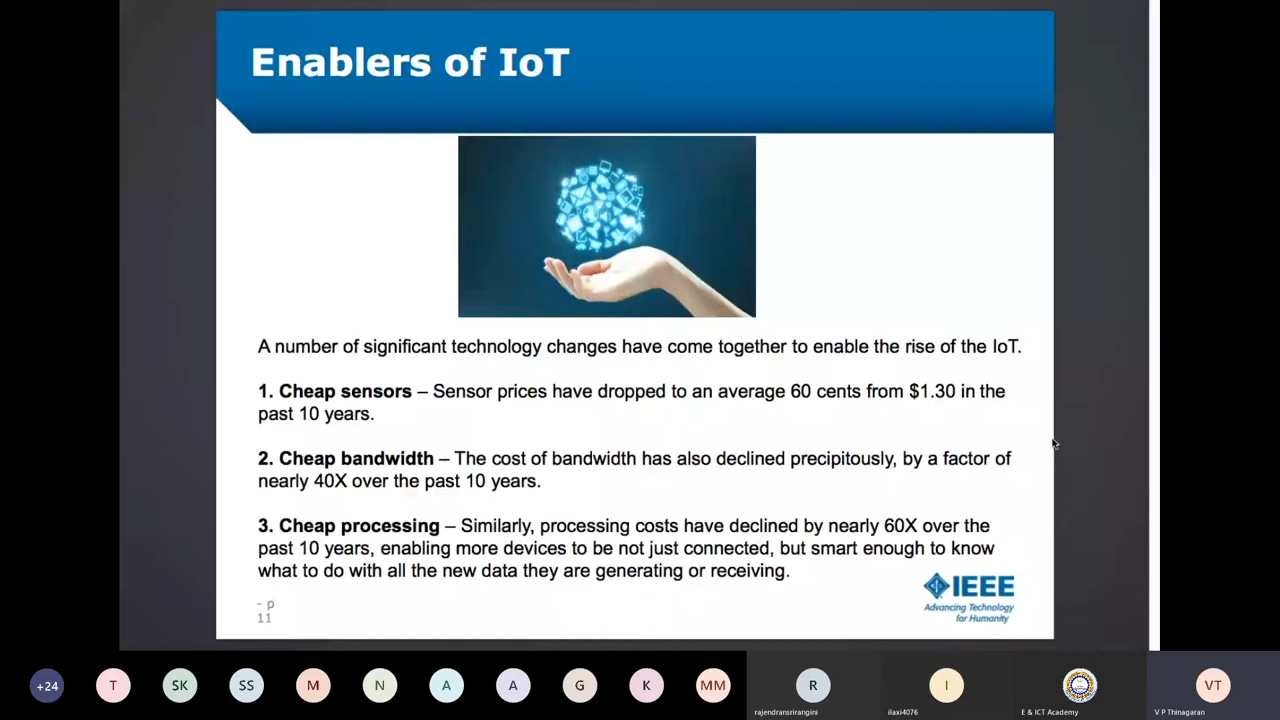 Enablers of IoT
A number of significant technology changes have come together to enable the rise of the IoT.
1. Cheap sensors – Sensor prices have dropped to an average 60 cents from $1.30 in the
past 10 years.
2. Cheap bandwidth – The cost of bandwidth has also declined precipitously, by a factor of
nearly 40X over the past 10 years.
3. Cheap processing – Similarly, processing costs have declined by nearly 60X over the
past 10 years, enabling more devices to be not just connected, but smart enough to know
what to do with all the new data they are generating or receiving.
IEEE
Advancing Technology
for Humanity
- p
11
+24
T
SK
SS
M
N
A
A
G
K
MM
R
I
VT
rajendransrirangini
ilaxi4076
E & ICT Academy
V P Thinagaran